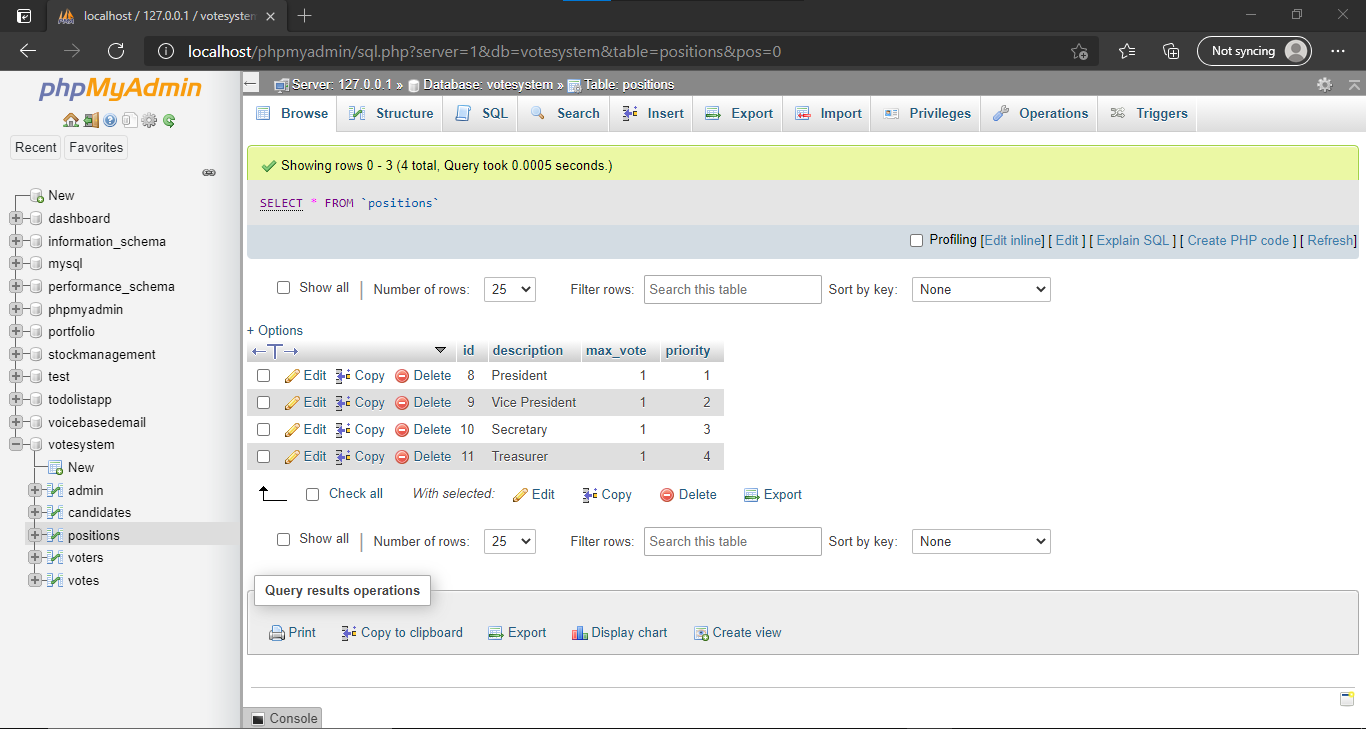 localhost / 127.0.0.1 / votesystem
localhost/phpmyadmin/sql.php?server=1&db=votesystem&table=positions&pos=0
Not syncing
phpMyAdmin
Recent Favorites
New
dashboard
information_schema
mysql
performance_schema
phpmyadmin
portfolio
stockmanagement
test
todolistapp
voicebasedemail
votesystem
New
admin
candidates
positions
voters
votes
Server: 127.0.0.1 » Database: votesystem » Table: positions
Browse Structure SQL Search Insert Export Import Privileges Operations Triggers
Showing rows 0 - 3 (4 total, Query took 0.0005 seconds.)
SELECT * FROM `positions`
Profiling [Edit inline] [ Edit ] [ Explain SQL ] [ Create PHP code ] [ Refresh]
Show all | Number of rows: 25 Filter rows: Search this table Sort by key: None
+ Options
←T→ id description max_vote priority
Edit Copy Delete 8 President 1 1
Edit Copy Delete 9 Vice President 1 2
Edit Copy Delete 10 Secretary 1 3
Edit Copy Delete 11 Treasurer 1 4
Check all With selected: Edit Copy Delete Export
Show all | Number of rows: 25 Filter rows: Search this table Sort by key: None
Query results operations
Print Copy to clipboard Export Display chart Create view
Console